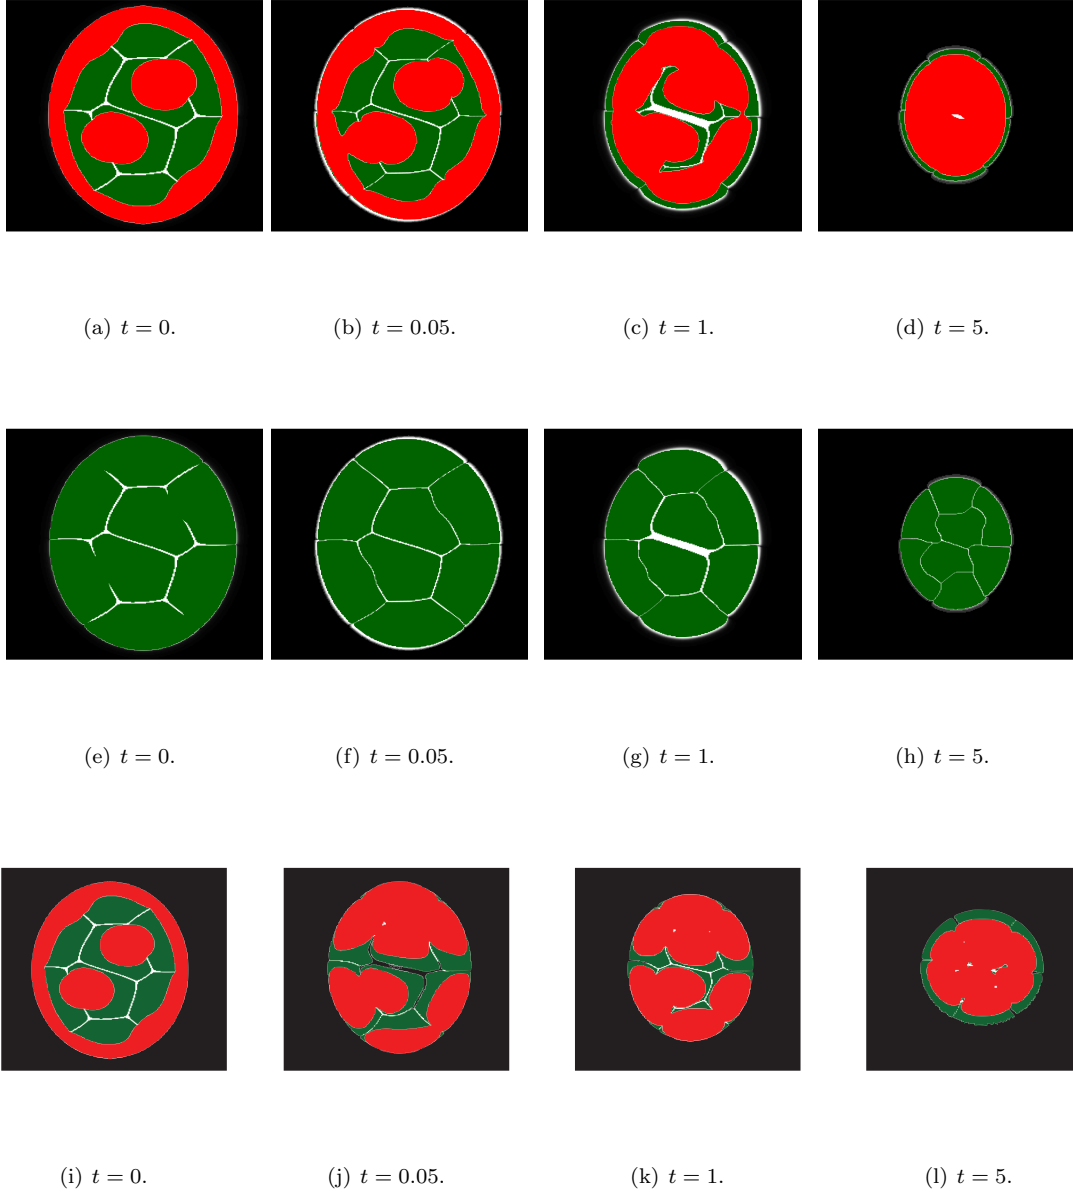 (a) t = 0. (b) t = 0.05. (c) t = 1. (d) t = 5.
(e) t = 0. (f) t = 0.05. (g) t = 1. (h) t = 5.
(i) t = 0. (j) t = 0.05. (k) t = 1. (l) t = 5.